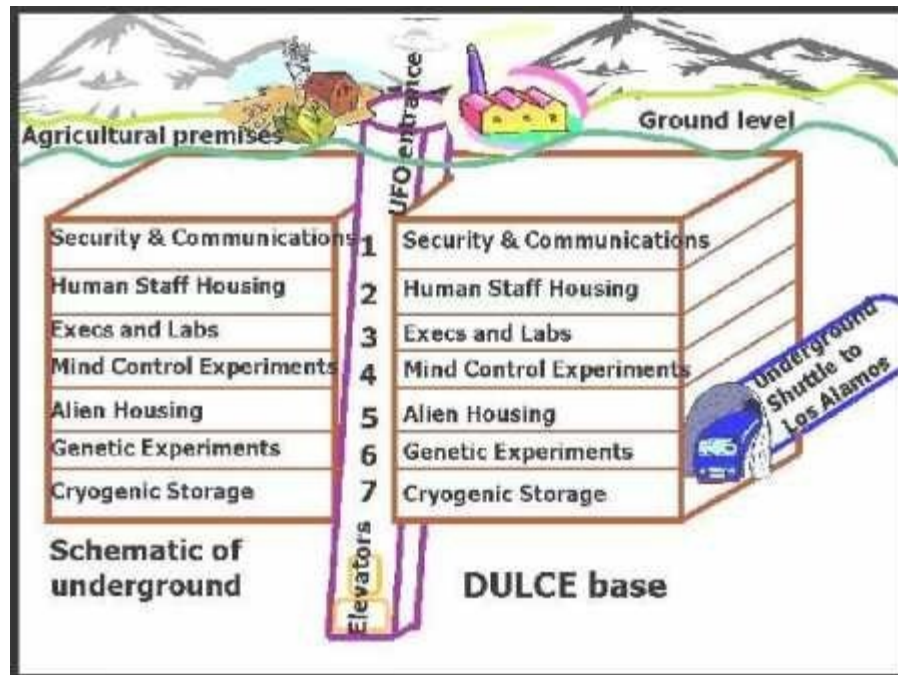 UFO entrance
Agricultural premises
Ground level
Security & Communications 1 Security & Communications
Human Staff Housing 2 Human Staff Housing
Execs and Labs 3 Execs and Labs
Mind Control Experiments 4 Mind Control Experiments
Alien Housing 5 Alien Housing
Genetic Experiments 6 Genetic Experiments
Cryogenic Storage 7 Cryogenic Storage
Underground
Shuttle to
Los Alamos
Elevators
Schematic of
underground
DULCE base